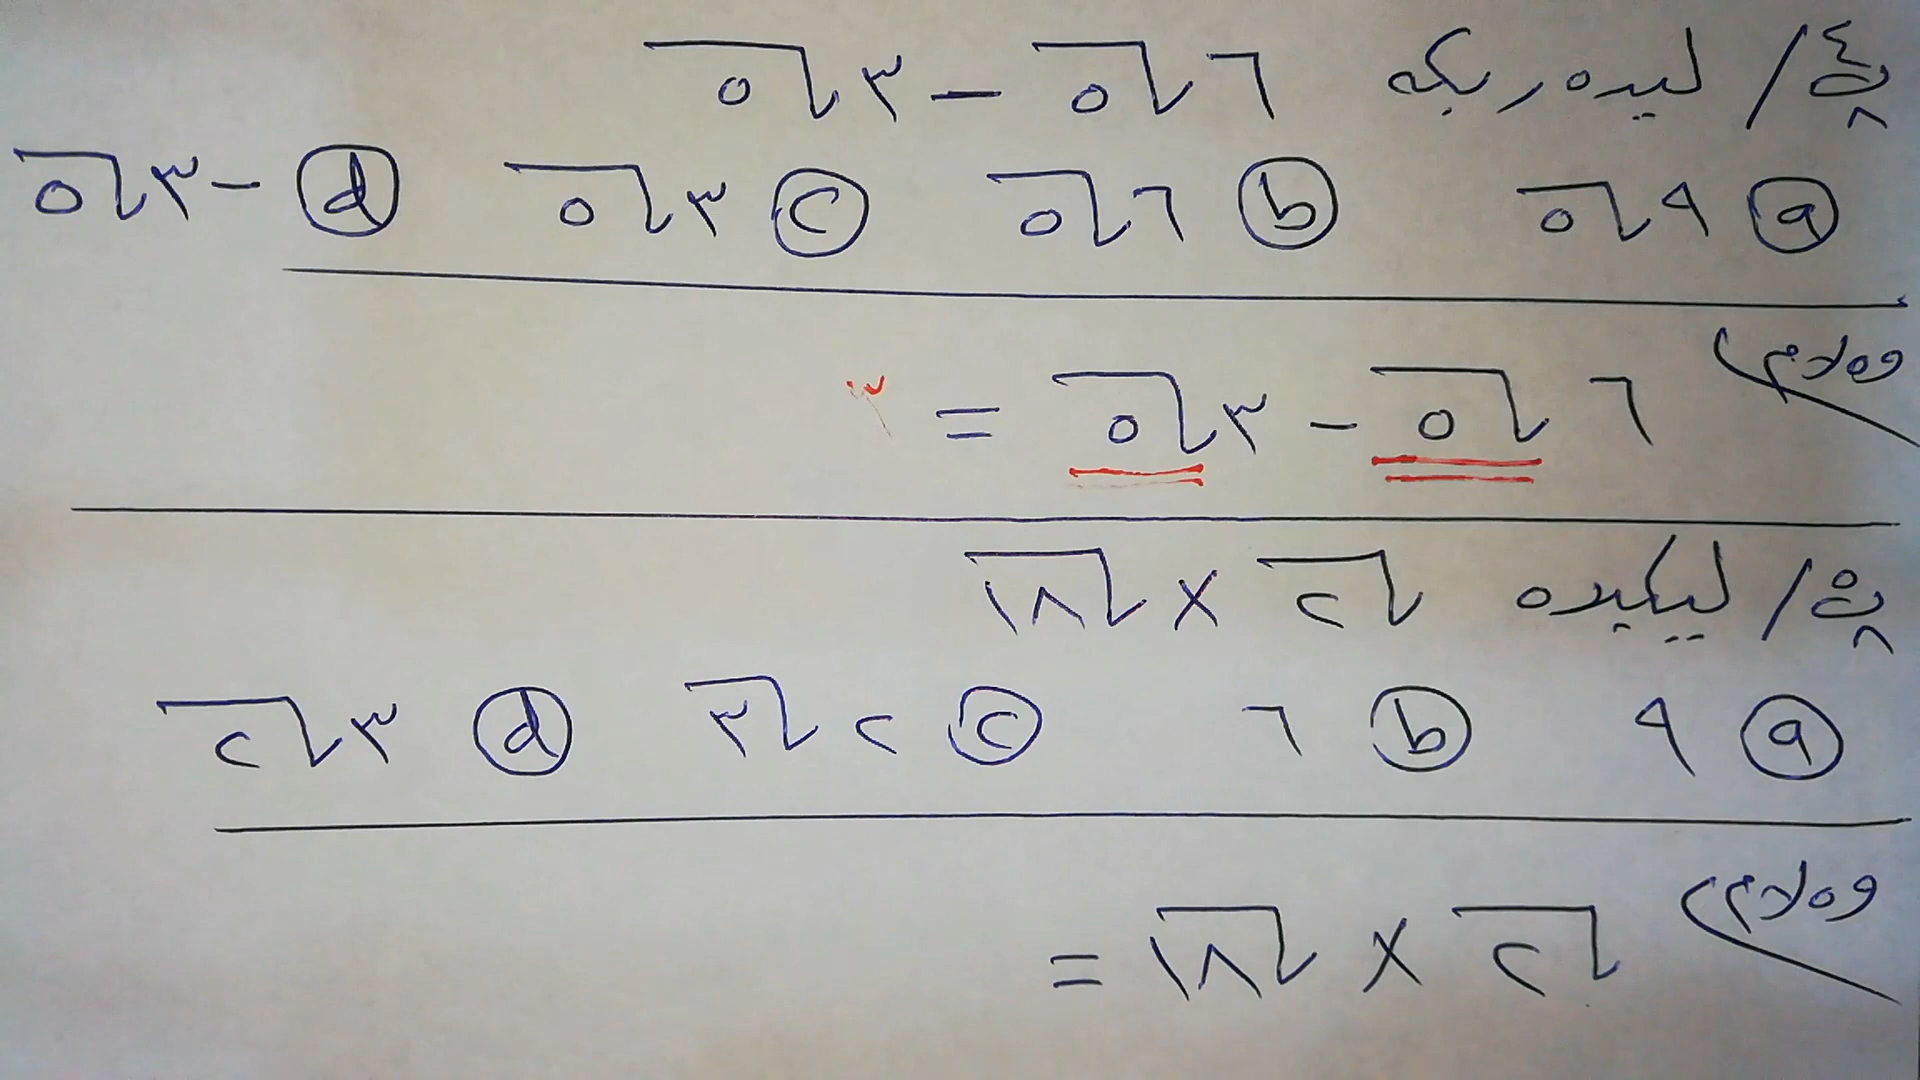 پ٤/ لیدەربکە ٦√٥ − ٣√٥
ⓐ ٩√٥ ⓑ ٦√٥ ⓒ ٣√٥ ⓓ −٣√٥
وەڵام ٦√٥ − ٣√٥ = ٣
پ٥/ لیکبدە √٢ × √١٨
ⓐ ٩ ⓑ ٦ ⓒ ٢√٣ ⓓ ٣√٢
وەڵام √٢ × √١٨ =